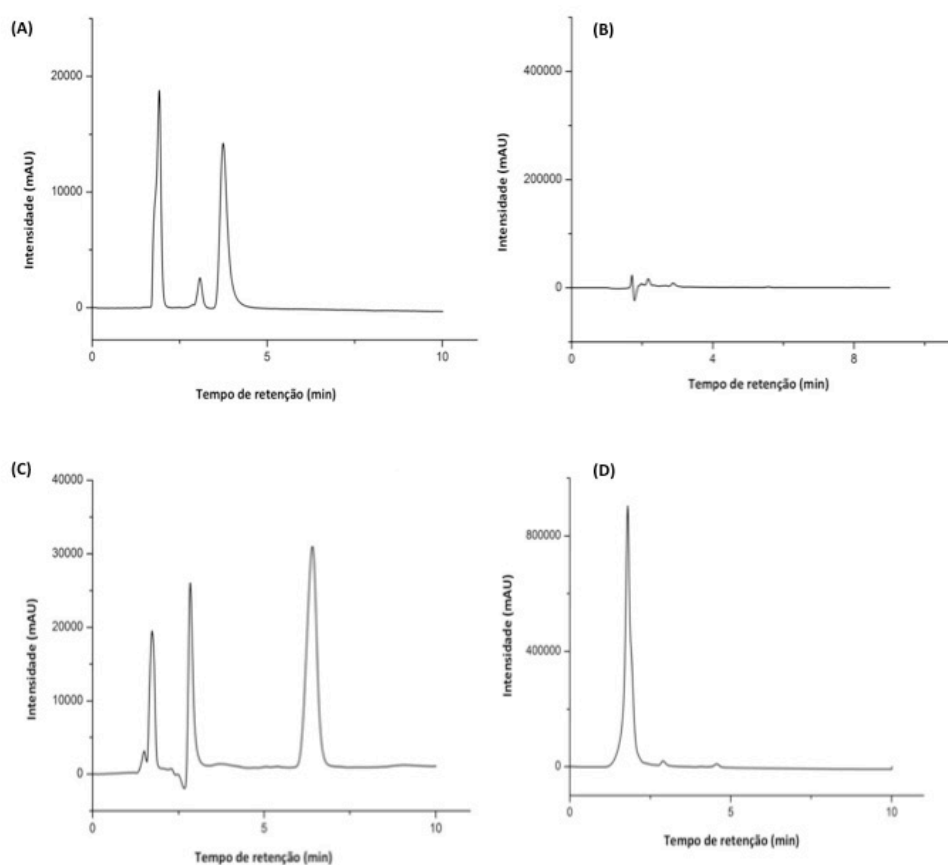 (A)
Intensidade (mAU)
20000
10000
0
0 5 10
Tempo de retenção (min)
(B)
Intensidade (mAU)
400000
200000
0
0 4 8
Tempo de retenção (min)
(C)
Intensidade (mAU)
40000
30000
20000
10000
0
0 5 10
Tempo de retenção (min)
(D)
Intensidade (mAU)
800000
400000
0
0 5 10
Tempo de retenção (min)